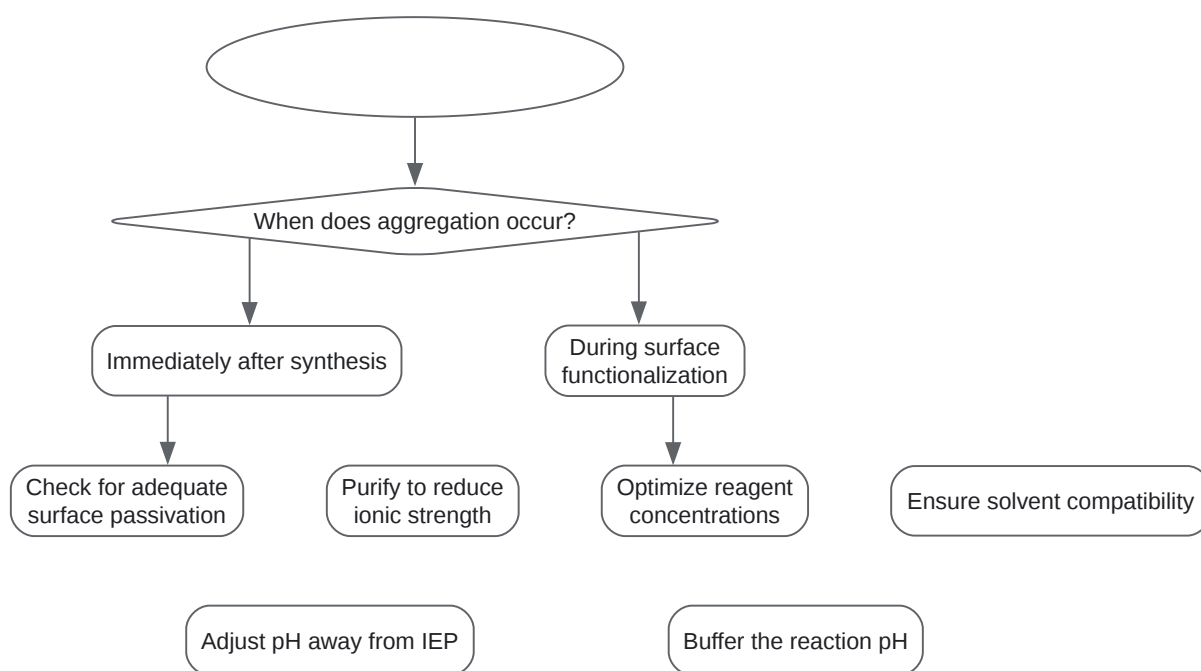 When does aggregation occur?
Immediately after synthesis
During surface
functionalization
Check for adequate
surface passivation
Purify to reduce
ionic strength
Optimize reagent
concentrations
Ensure solvent compatibility
Adjust pH away from IEP
Buffer the reaction pH